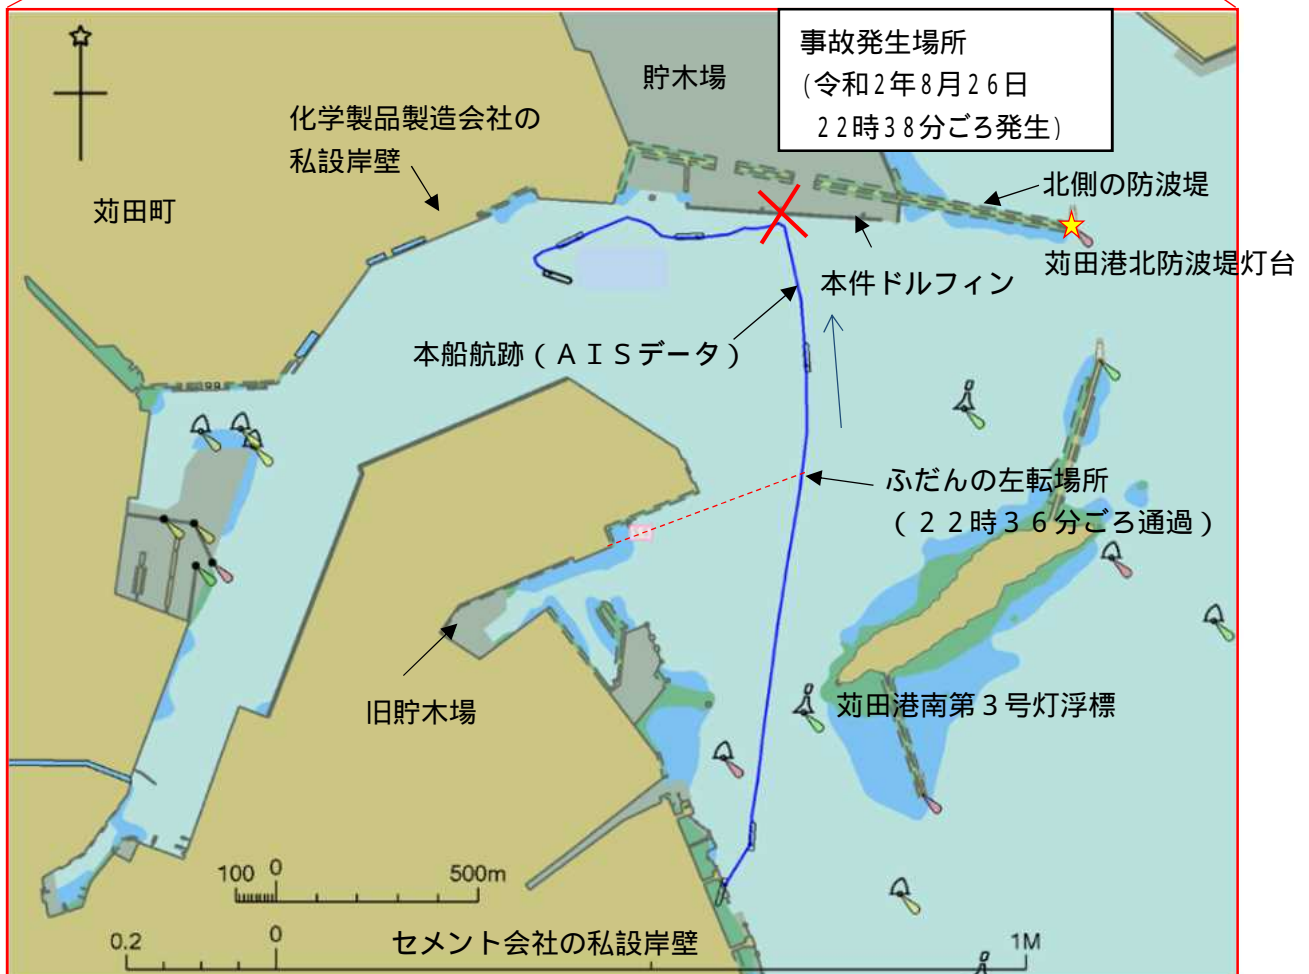 事故発生場所
(令和2年8月26日
22時38分ごろ発生)
貯木場
化学製品製造会社の
私設岸壁
北側の防波堤
苅田町
苅田港北防波堤灯台
本件ドルフィン
本船航跡(AISデータ)
ふだんの左転場所
(22時36分ごろ通過)
旧貯木場
苅田港南第3号灯浮標
100 0 500m
セメント会社の私設岸壁
0.2 0 1M